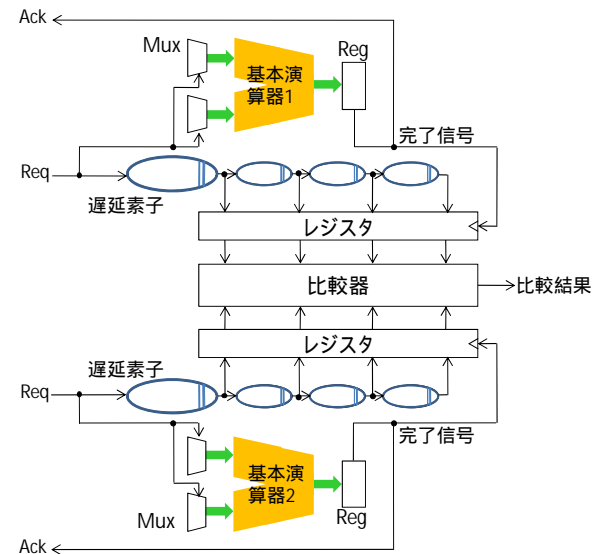 Ack
Mux
Reg
基本演
算器1
完了信号
Req
遅延素子
レジスタ
比較器
比較結果
レジスタ
遅延素子
Req
完了信号
基本演
算器2
Mux
Reg
Ack